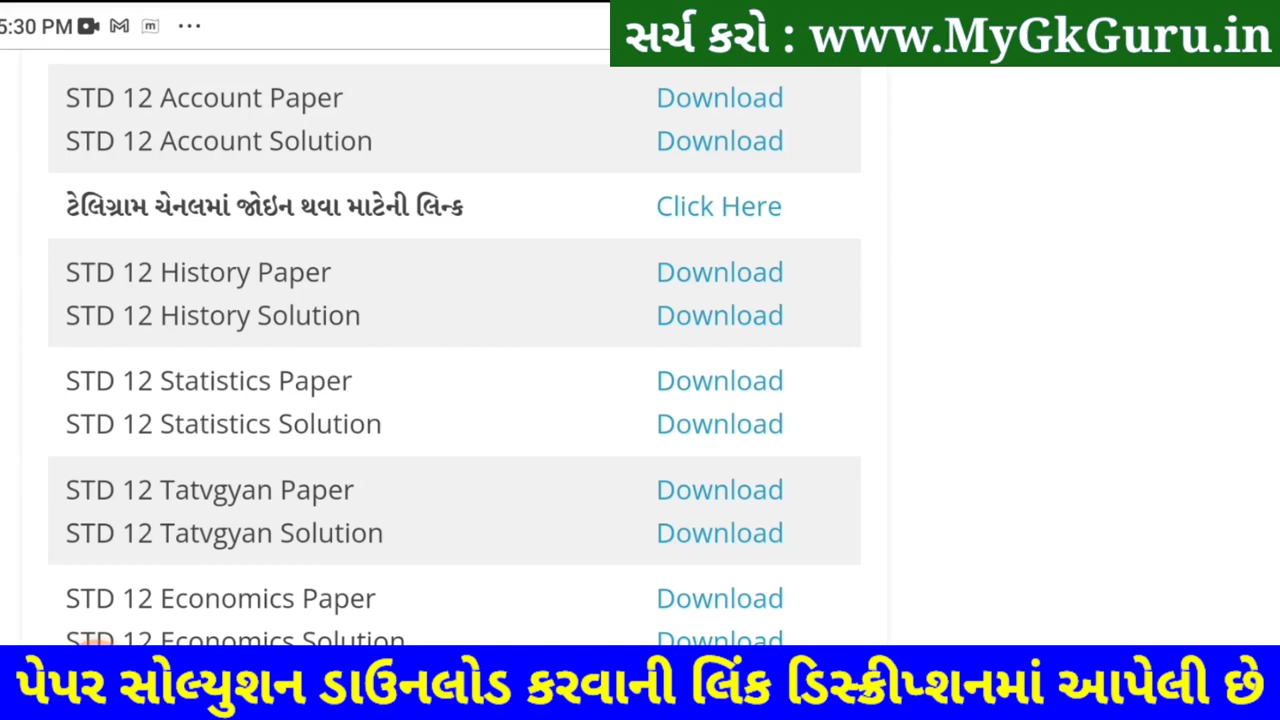 5:30 PM
સર્ચ કરો : www.MyGkGuru.in
STD 12 Account Paper Download
STD 12 Account Solution Download
ટેલિગ્રામ ચેનલમાં જોઇન થવા માટેની લિન્ક Click Here
STD 12 History Paper Download
STD 12 History Solution Download
STD 12 Statistics Paper Download
STD 12 Statistics Solution Download
STD 12 Tatvgyan Paper Download
STD 12 Tatvgyan Solution Download
STD 12 Economics Paper Download
STD 12 Economics Solution Download
પેપર સોલ્યુશન ડાઉનલોડ કરવાની લિંક ડિસ્ક્રીપ્શનમાં આપેલી છે